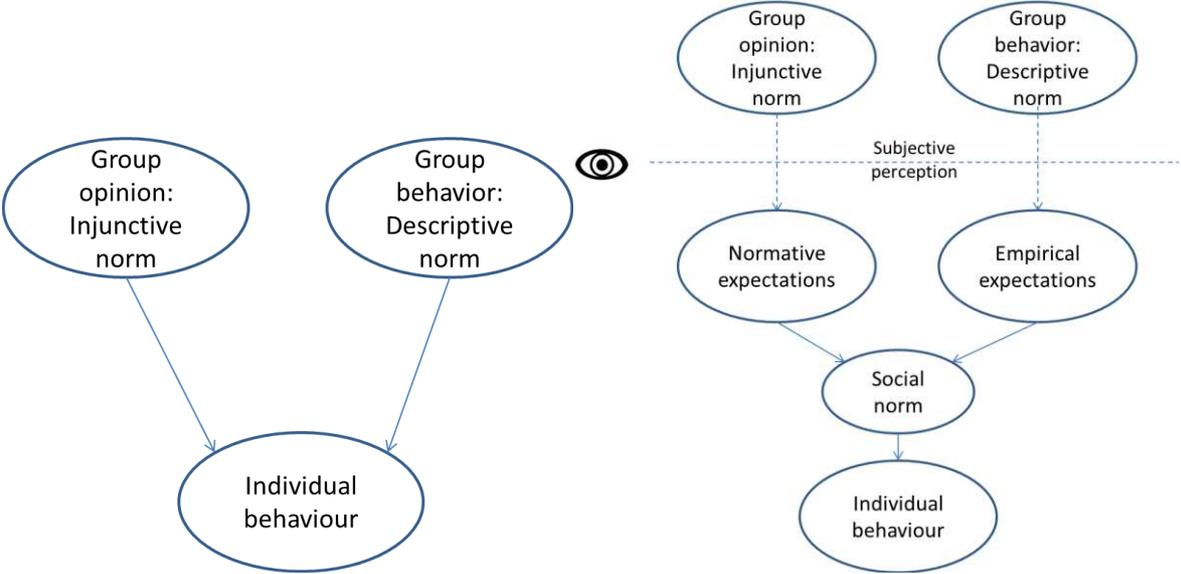 Group
opinion:
Injunctive
norm
Group
behavior:
Descriptive
norm
Individual
behaviour
Group
opinion:
Injunctive
norm
Group
behavior:
Descriptive
norm
Subjective
perception
Normative
expectations
Empirical
expectations
Social
norm
Individual
behaviour